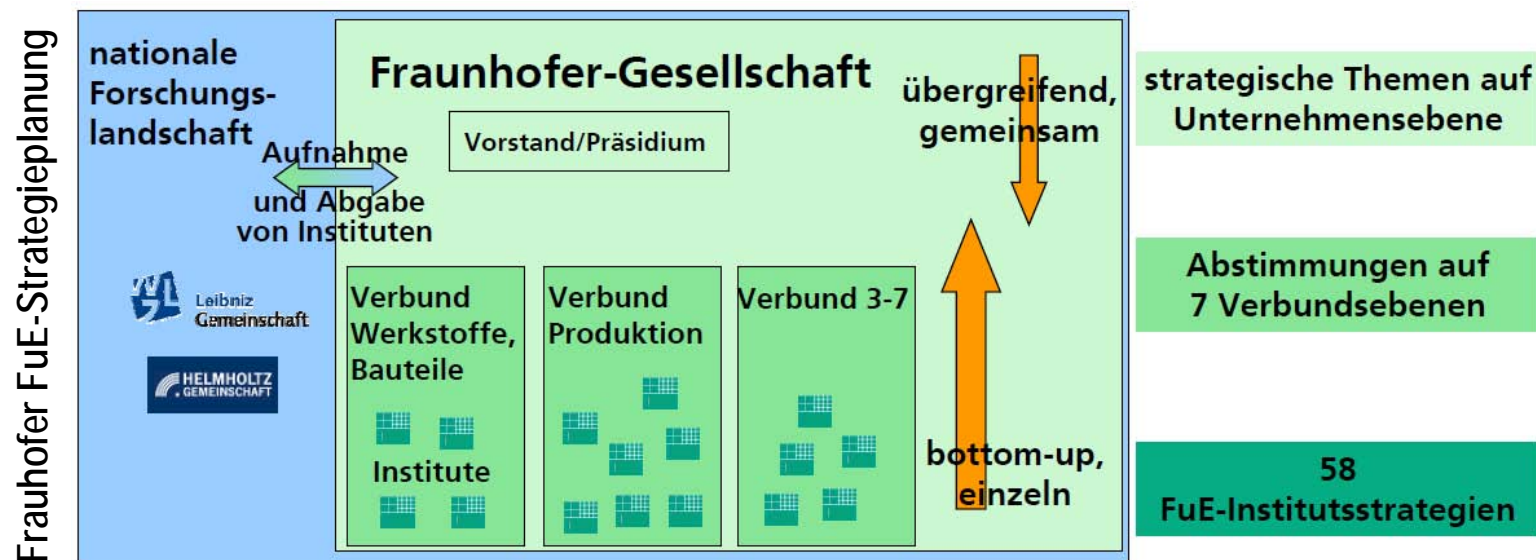 Frauhofer FuE-Strategieplanung
nationale
Forschungs-
landschaft
Aufnahme
und Abgabe
von Instituten
Leibniz
Gemeinschaft
HELMHOLTZ
GEMEINSCHAFT
Fraunhofer-Gesellschaft
Vorstand/Präsidium
übergreifend,
gemeinsam
Verbund
Werkstoffe,
Bauteile
Institute
Verbund
Produktion
Verbund 3-7
bottom-up,
einzeln
strategische Themen auf
Unternehmensebene
Abstimmungen auf
7 Verbundsebenen
58
FuE-Institutsstrategien